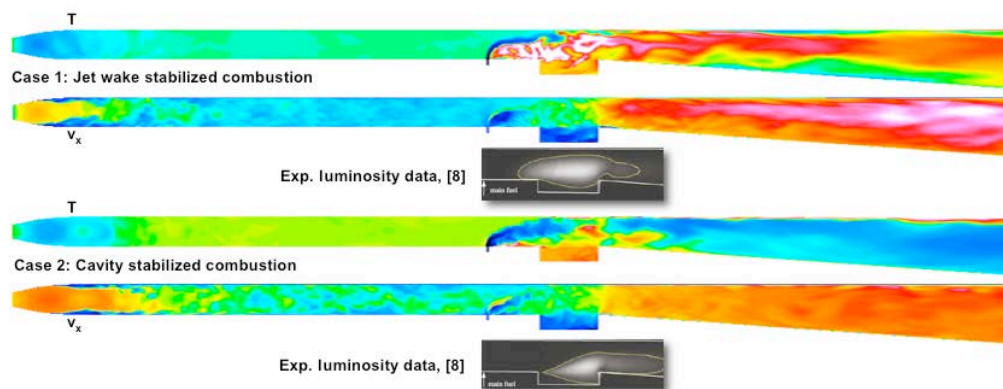 T
Case 1: Jet wake stabilized combustion
vx
Exp. luminosity data, [8]
main fuel
T
Case 2: Cavity stabilized combustion
vx
Exp. luminosity data, [8]
main fuel